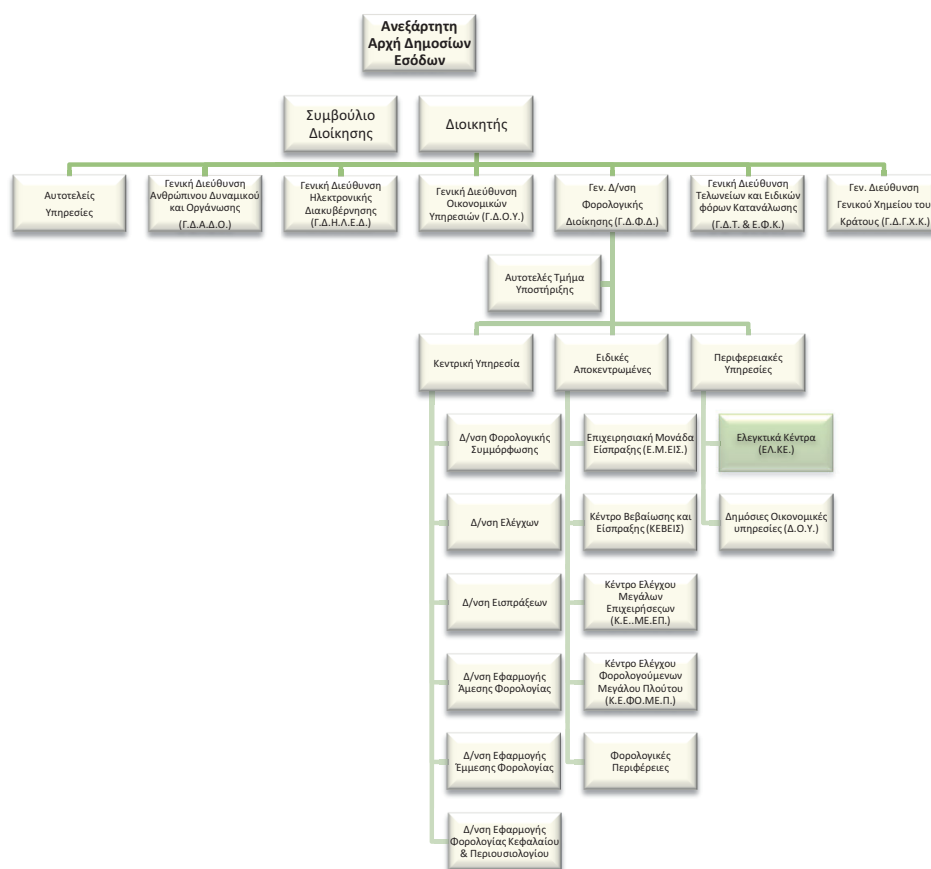 Ανεξάρτητη
Αρχή Δημοσίων
Εσόδων
Συμβούλιο
Διοίκησης
Διοικητής
Αυτοτελείς
Υπηρεσίες
Γενική Διεύθυνση
Ανθρώπινου Δυναμικού
και Οργάνωσης
(Γ.Δ.Α.Δ.Ο.)
Γενική Διεύθυνση
Ηλεκτρονικής
Διακυβέρνησης
(Γ.Δ.Η.Λ.Ε.Δ.)
Γενική Διεύθυνση
Οικονομικών
Υπηρεσιών (Γ.Δ.Ο.Υ.)
Γεν. Δ/νση
Φορολογικής
Διοίκησης (Γ.Δ.Φ.Δ.)
Γενική Διεύθυνση
Τελωνείων και Ειδικών
φόρων Κατανάλωσης
(Γ.Δ.Τ. & Ε.Φ.Κ.)
Γεν. Διεύθυνση
Γενικού Χημείου του
Κράτους (Γ.Δ.Γ.Χ.Κ.)
Αυτοτελές Τμήμα
Υποστήριξης
Κεντρική Υπηρεσία
Ειδικές
Αποκεντρωμένες
Περιφερειακές
Υπηρεσίες
Δ/νση Φορολογικής
Συμμόρφωσης
Επιχειρησιακή Μονάδα
Είσπραξης (Ε.Μ.ΕΙΣ.)
Ελεγκτικά Κέντρα
(ΕΛ.ΚΕ.)
Δ/νση Ελέγχων
Κέντρο Βεβαίωσης και
Είσπραξης (ΚΕΒΕΙΣ)
Δημόσιες Οικονομικές
υπηρεσίες (Δ.Ο.Υ.)
Δ/νση Εισπράξεων
Κέντρο Ελέγχου
Μεγάλων
Επιχειρήσεςων
(Κ.Ε..ΜΕ.ΕΠ.)
Δ/νση Εφαρμογής
Άμεσης Φορολογίας
Κέντρο Ελέγχου
Φορολογούμενων
Μεγάλου Πλούτου
(Κ.Ε.ΦΟ.ΜΕ.Π.)
Δ/νση Εφαρμογής
Έμμεσης Φορολογίας
Φορολογικές
Περιφέρειες
Δ/νση Εφαρμογής
Φορολογίας Κεφαλαίου
& Περιουσιολογίου